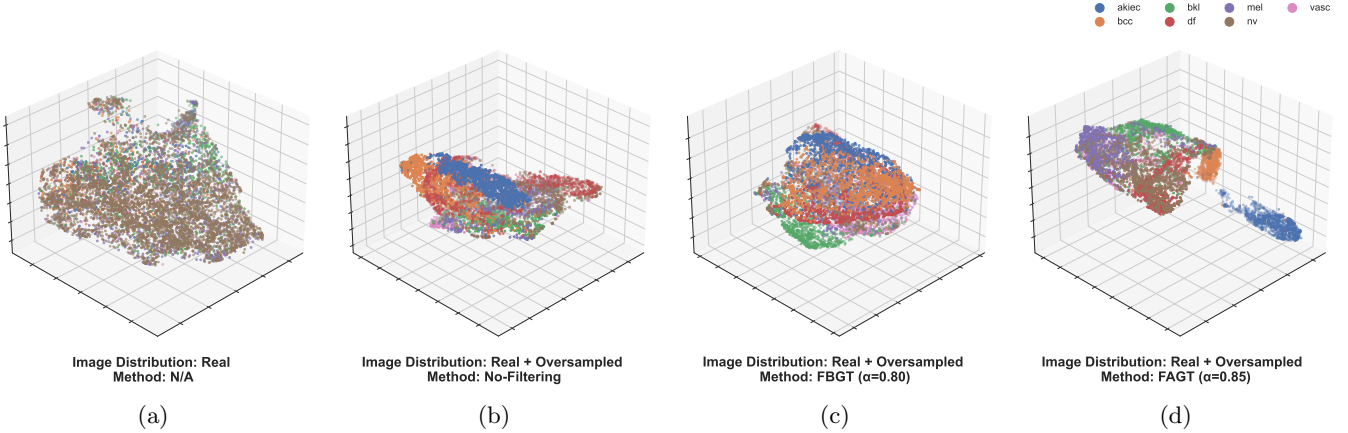 akiec bkl mel vasc
bcc df nv
Image Distribution: Real
Method: N/A
Image Distribution: Real + Oversampled
Method: No-Filtering
Image Distribution: Real + Oversampled
Method: FBGT (α=0.80)
Image Distribution: Real + Oversampled
Method: FAGT (α=0.85)
(a)
(b)
(c)
(d)